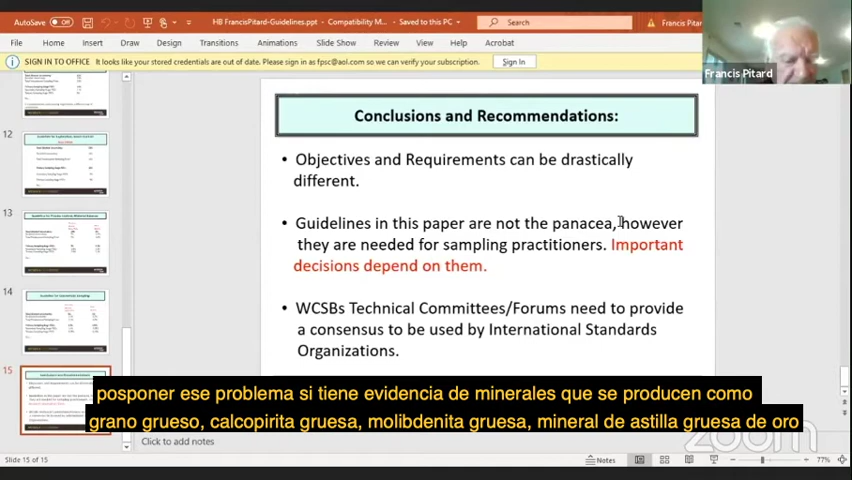 AutoSave Off HB FrancisPitard-Guidelines.ppt - Compatibility M... - Saved to this PC Search Francis Pitard
File Home Insert Draw Design Transitions Animations Slide Show Review View Help Acrobat
SIGN IN TO OFFICE It looks like your stored credentials are out of date. Please sign in as fpsc@aol.com so we can verify your subscription. Sign In
Francis Pitard
12
13
14
15
Conclusions and Recommendations:
• Objectives and Requirements can be drastically
different.
• Guidelines in this paper are not the panacea, however
they are needed for sampling practitioners. Important
decisions depend on them.
• WCSBs Technical Committees/Forums need to provide
a consensus to be used by International Standards
Organizations.
posponer ese problema si tiene evidencia de minerales que se producen como
grano grueso, calcopirita gruesa, molibdenita gruesa, mineral de astilla gruesa de oro
Click to add notes
zoom
Slide 15 of 15 Notes 77%